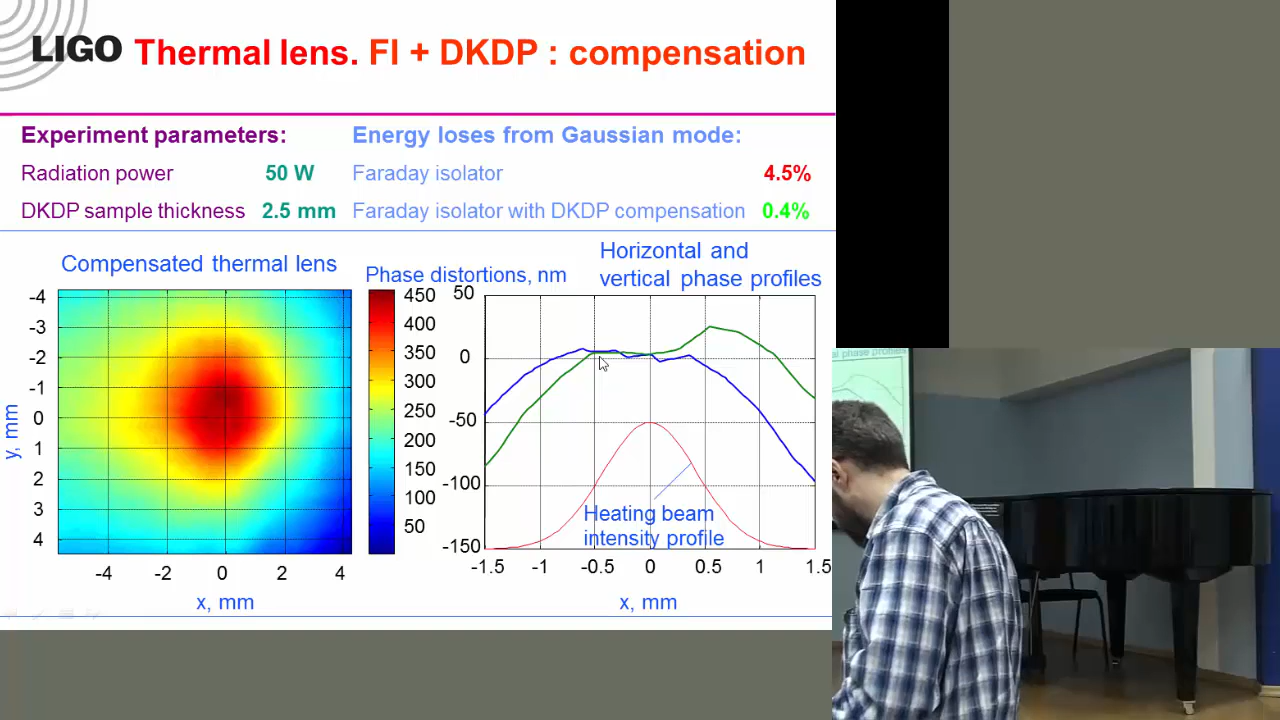 LIGO Thermal lens. FI + DKDP : compensation
Experiment parameters:
Energy loses from Gaussian mode:
Radiation power 50 W
Faraday isolator 4.5%
DKDP sample thickness 2.5 mm
Faraday isolator with DKDP compensation 0.4%
Compensated thermal lens
Phase distortions, nm
Horizontal and
vertical phase profiles
-4
-3
-2
-1
0
1
2
3
4
y, mm
-4 -2 0 2 4
x, mm
450
400
350
300
250
200
150
100
50
50
0
-50
-100
-150
Heating beam
intensity profile
-1.5 -1 -0.5 0 0.5 1 1.5
x, mm
al phase profiles